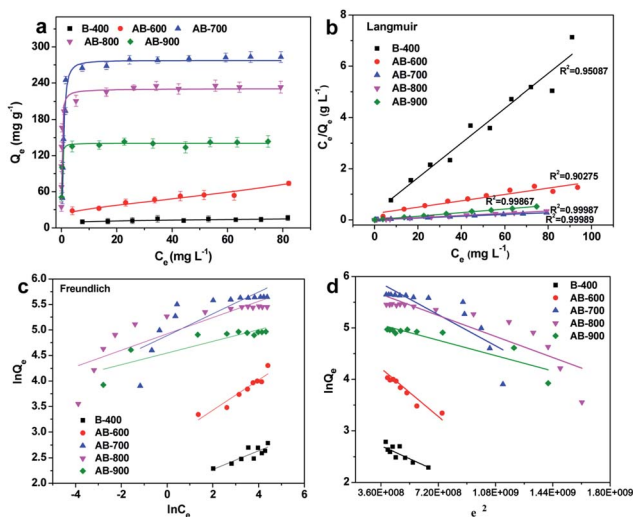 a
B-400 AB-600 AB-700
AB-800 AB-900
300
240
180
120
60
0
Qe (mg g-1)
0 20 40 60 80
Ce (mg L-1)
b
Langmuir
B-400
AB-600
AB-700
AB-800
AB-900
R2=0.95087
R2=0.90275
R2=0.99867
R2=0.99987
R2=0.99989
8
6
4
2
0
Ce/Qe (g L-1)
0 20 40 60 80 100
Ce (mg L-1)
c
Freundlich
B-400
AB-600
AB-700
AB-800
AB-900
6.0
5.5
5.0
4.5
4.0
3.5
3.0
2.5
2.0
lnQe
-4 -2 0 2 4
lnCe
d
B-400
AB-600
AB-700
AB-800
AB-900
6
5
4
3
2
lnQe
3.60E+008 7.20E+008 1.08E+009 1.44E+009 1.80E+009
e 2